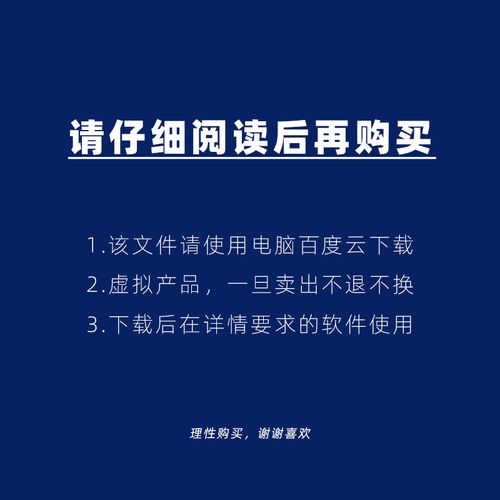 请仔细阅读后再购买
1.该文件请使用电脑百度云下载
2.虚拟产品，一旦卖出不退不换
3.下载后在详情要求的软件使用
理性购买，谢谢喜欢